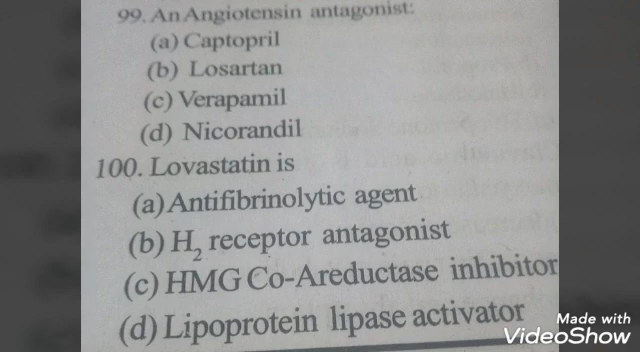 99. An Angiotensin antagonist:
(a) Captopril
(b) Losartan
(c) Verapamil
(d) Nicorandil
100. Lovastatin is
(a) Antifibrinolytic agent
(b) H₂ receptor antagonist
(c) HMG Co-Areductase inhibitor
(d) Lipoprotein lipase activator
Made with
VideoShow